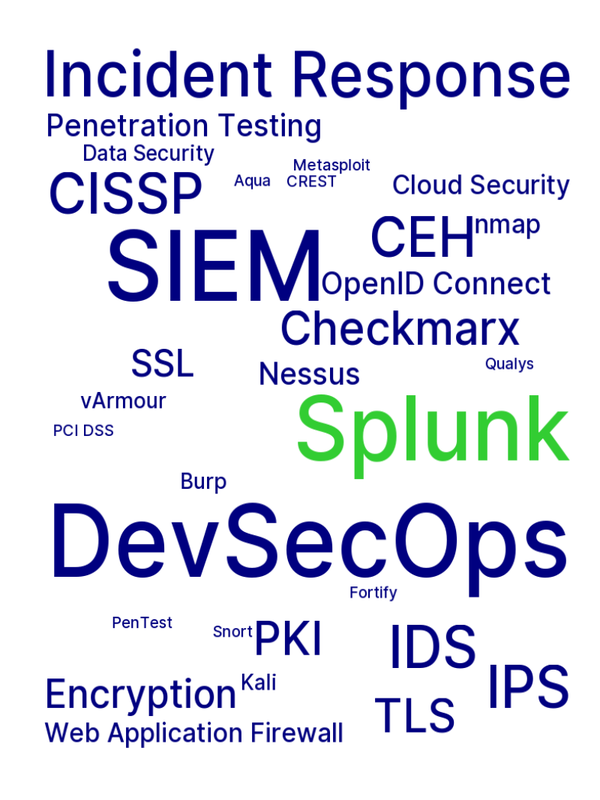 Incident Response
Penetration Testing
Data Security
Metasploit
Aqua
CREST
CISSP
Cloud Security
nmap
CEH
SIEM
OpenID Connect
Checkmarx
SSL
Qualys
Nessus
vArmour
Splunk
PCI DSS
Burp
DevSecOps
Fortify
PenTest
Snort
PKI
IDS
Kali
IPS
Encryption
TLS
Web Application Firewall